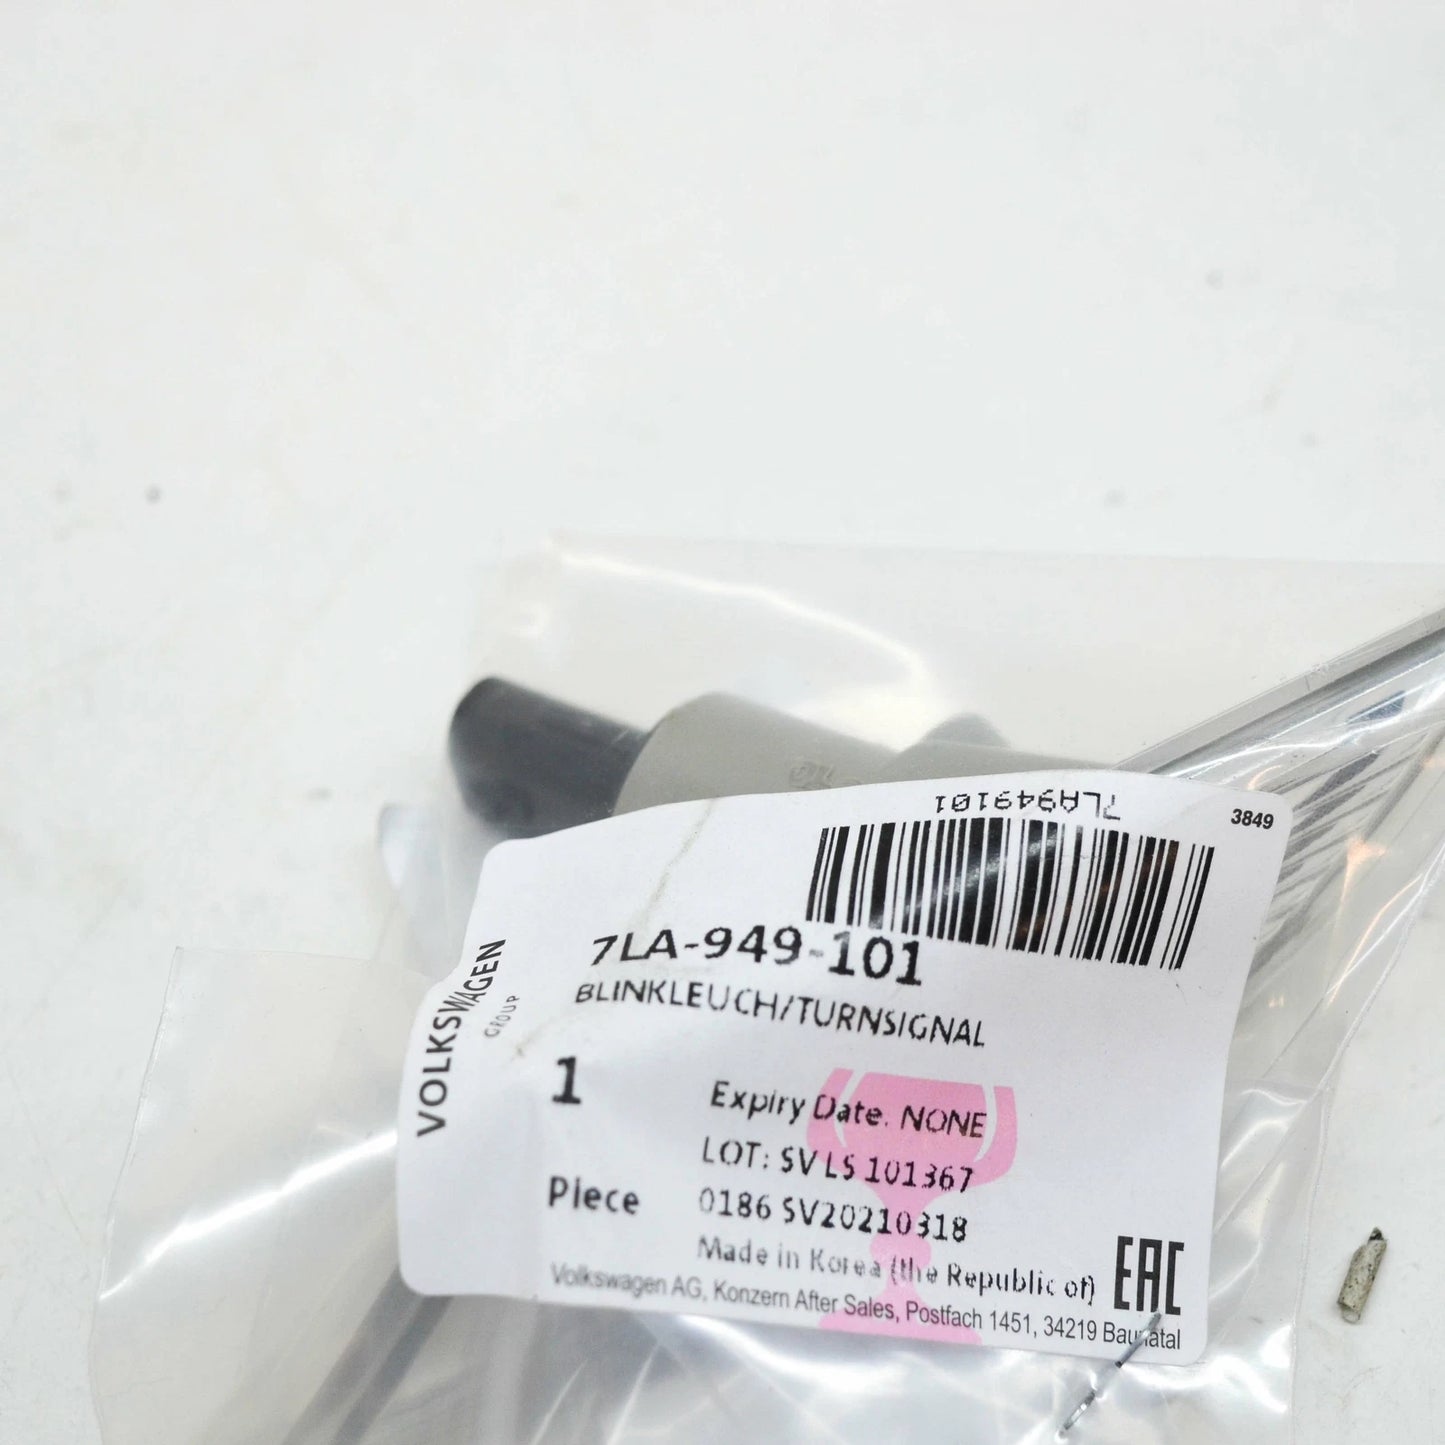 7LA949101
3849
7LA-949-101
BLINKLEUCH/TURNSIGNAL
VOLKSWAGEN
GROUP
1
Piece
Expiry Date. NONE
LOT: SV LS 101367
0186 SV20210318
Made in Korea (the Republic of)
EAC
Volkswagen AG, Konzern After Sales, Postfach 1451, 34219 Baunatal